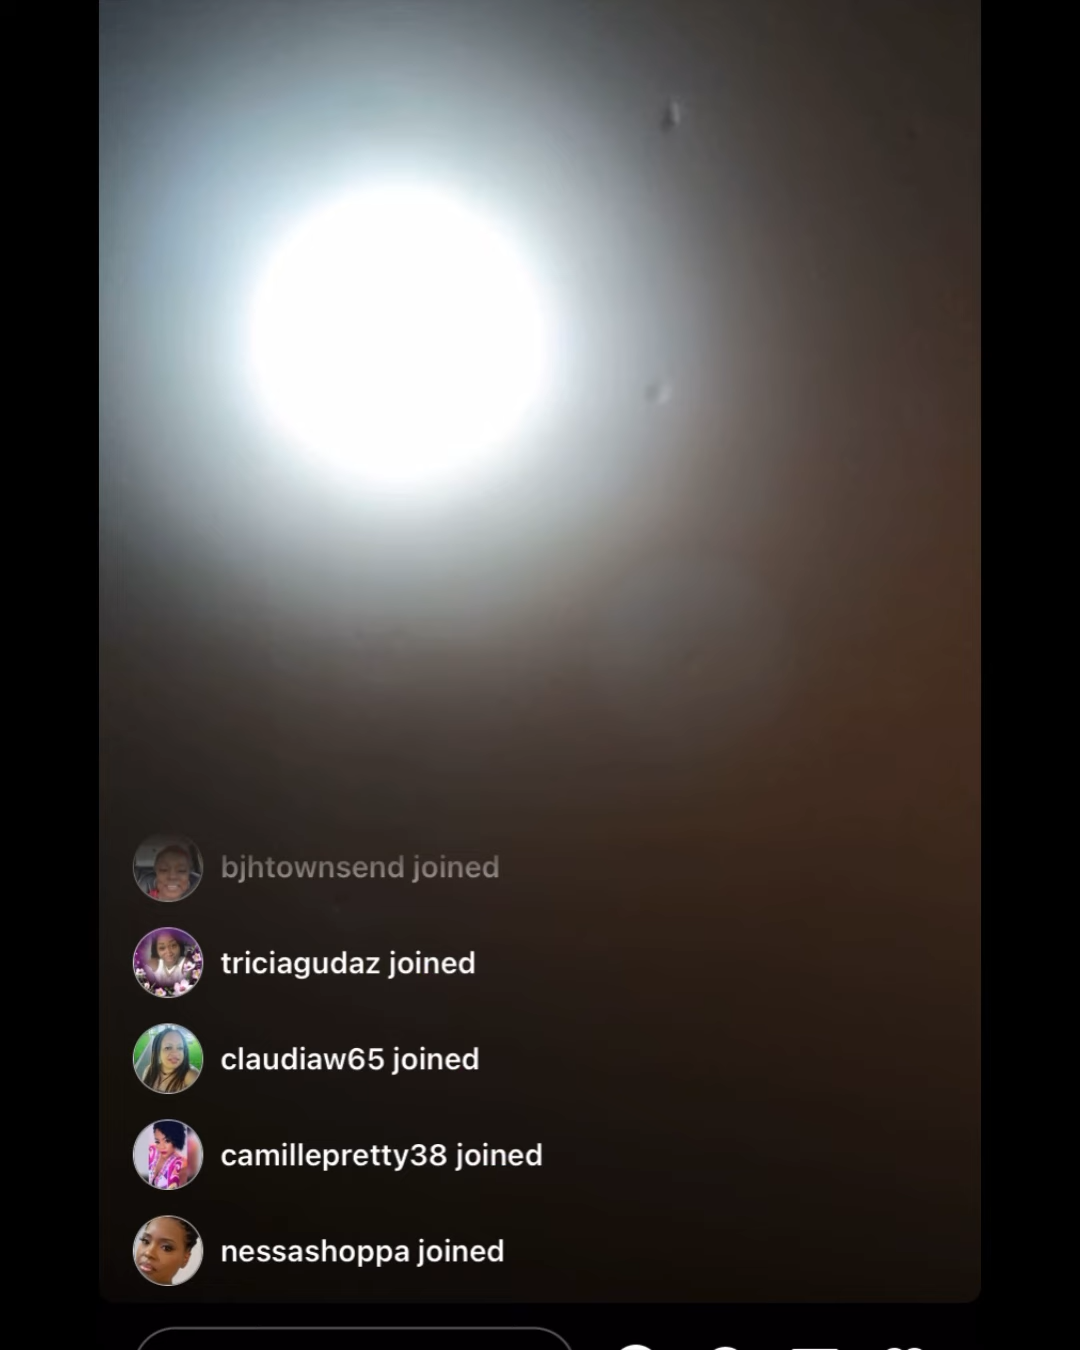 bjhtownsend joined
triciagudaz joined
claudiaw65 joined
camillepretty38 joined
nessashoppa joined